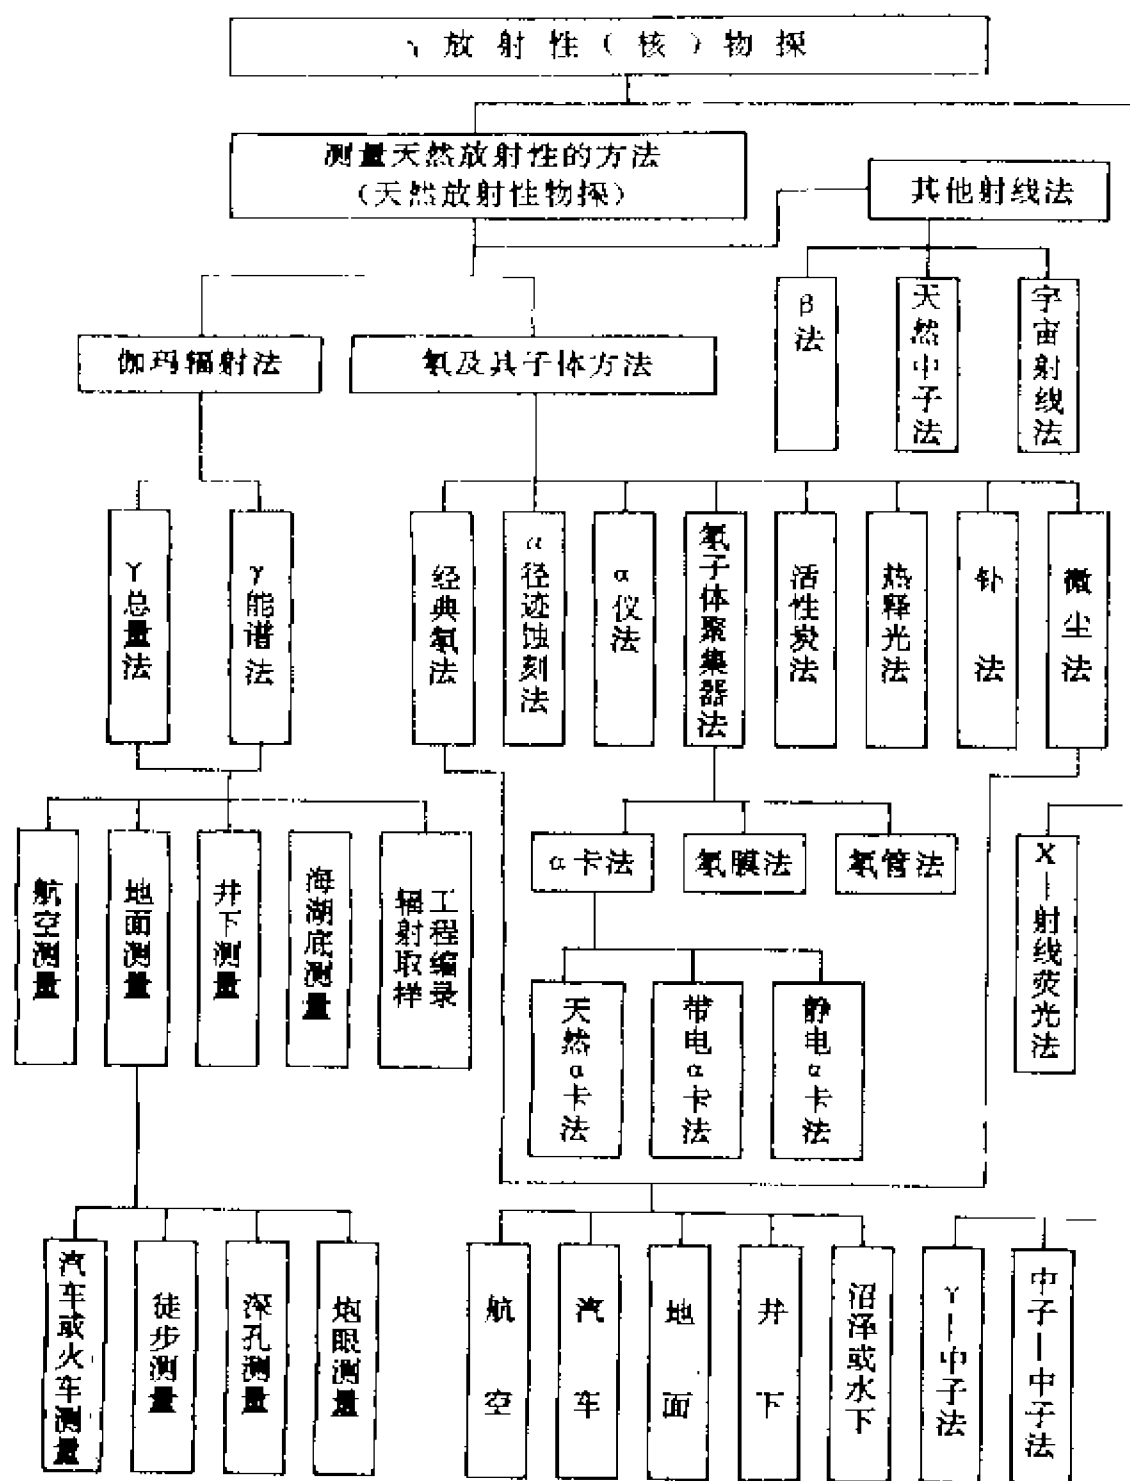 放射性(核)物探
测量天然放射性的方法
(天然放射性物探)
其他射线法
β法
天然中子法
宇宙射线法
伽玛辐射法
氡及其子体方法
γ总量法
γ能谱法
经典氡法
α径迹蚀刻法
α仪法
氡子体聚集器法
活性炭法
热释光法
钋法
微尘法
α卡法
氡膜法
氡管法
X-射线荧光法
航空测量
地面测量
井下测量
海湖底测量
工程编录
辐射取样
天然α卡法
带电α卡法
静电α卡法
汽车或火车测量
徒步测量
深孔测量
炮眼测量
航空
汽车
地面
井下
沼泽或水下
γ-中子法
中子-中子法